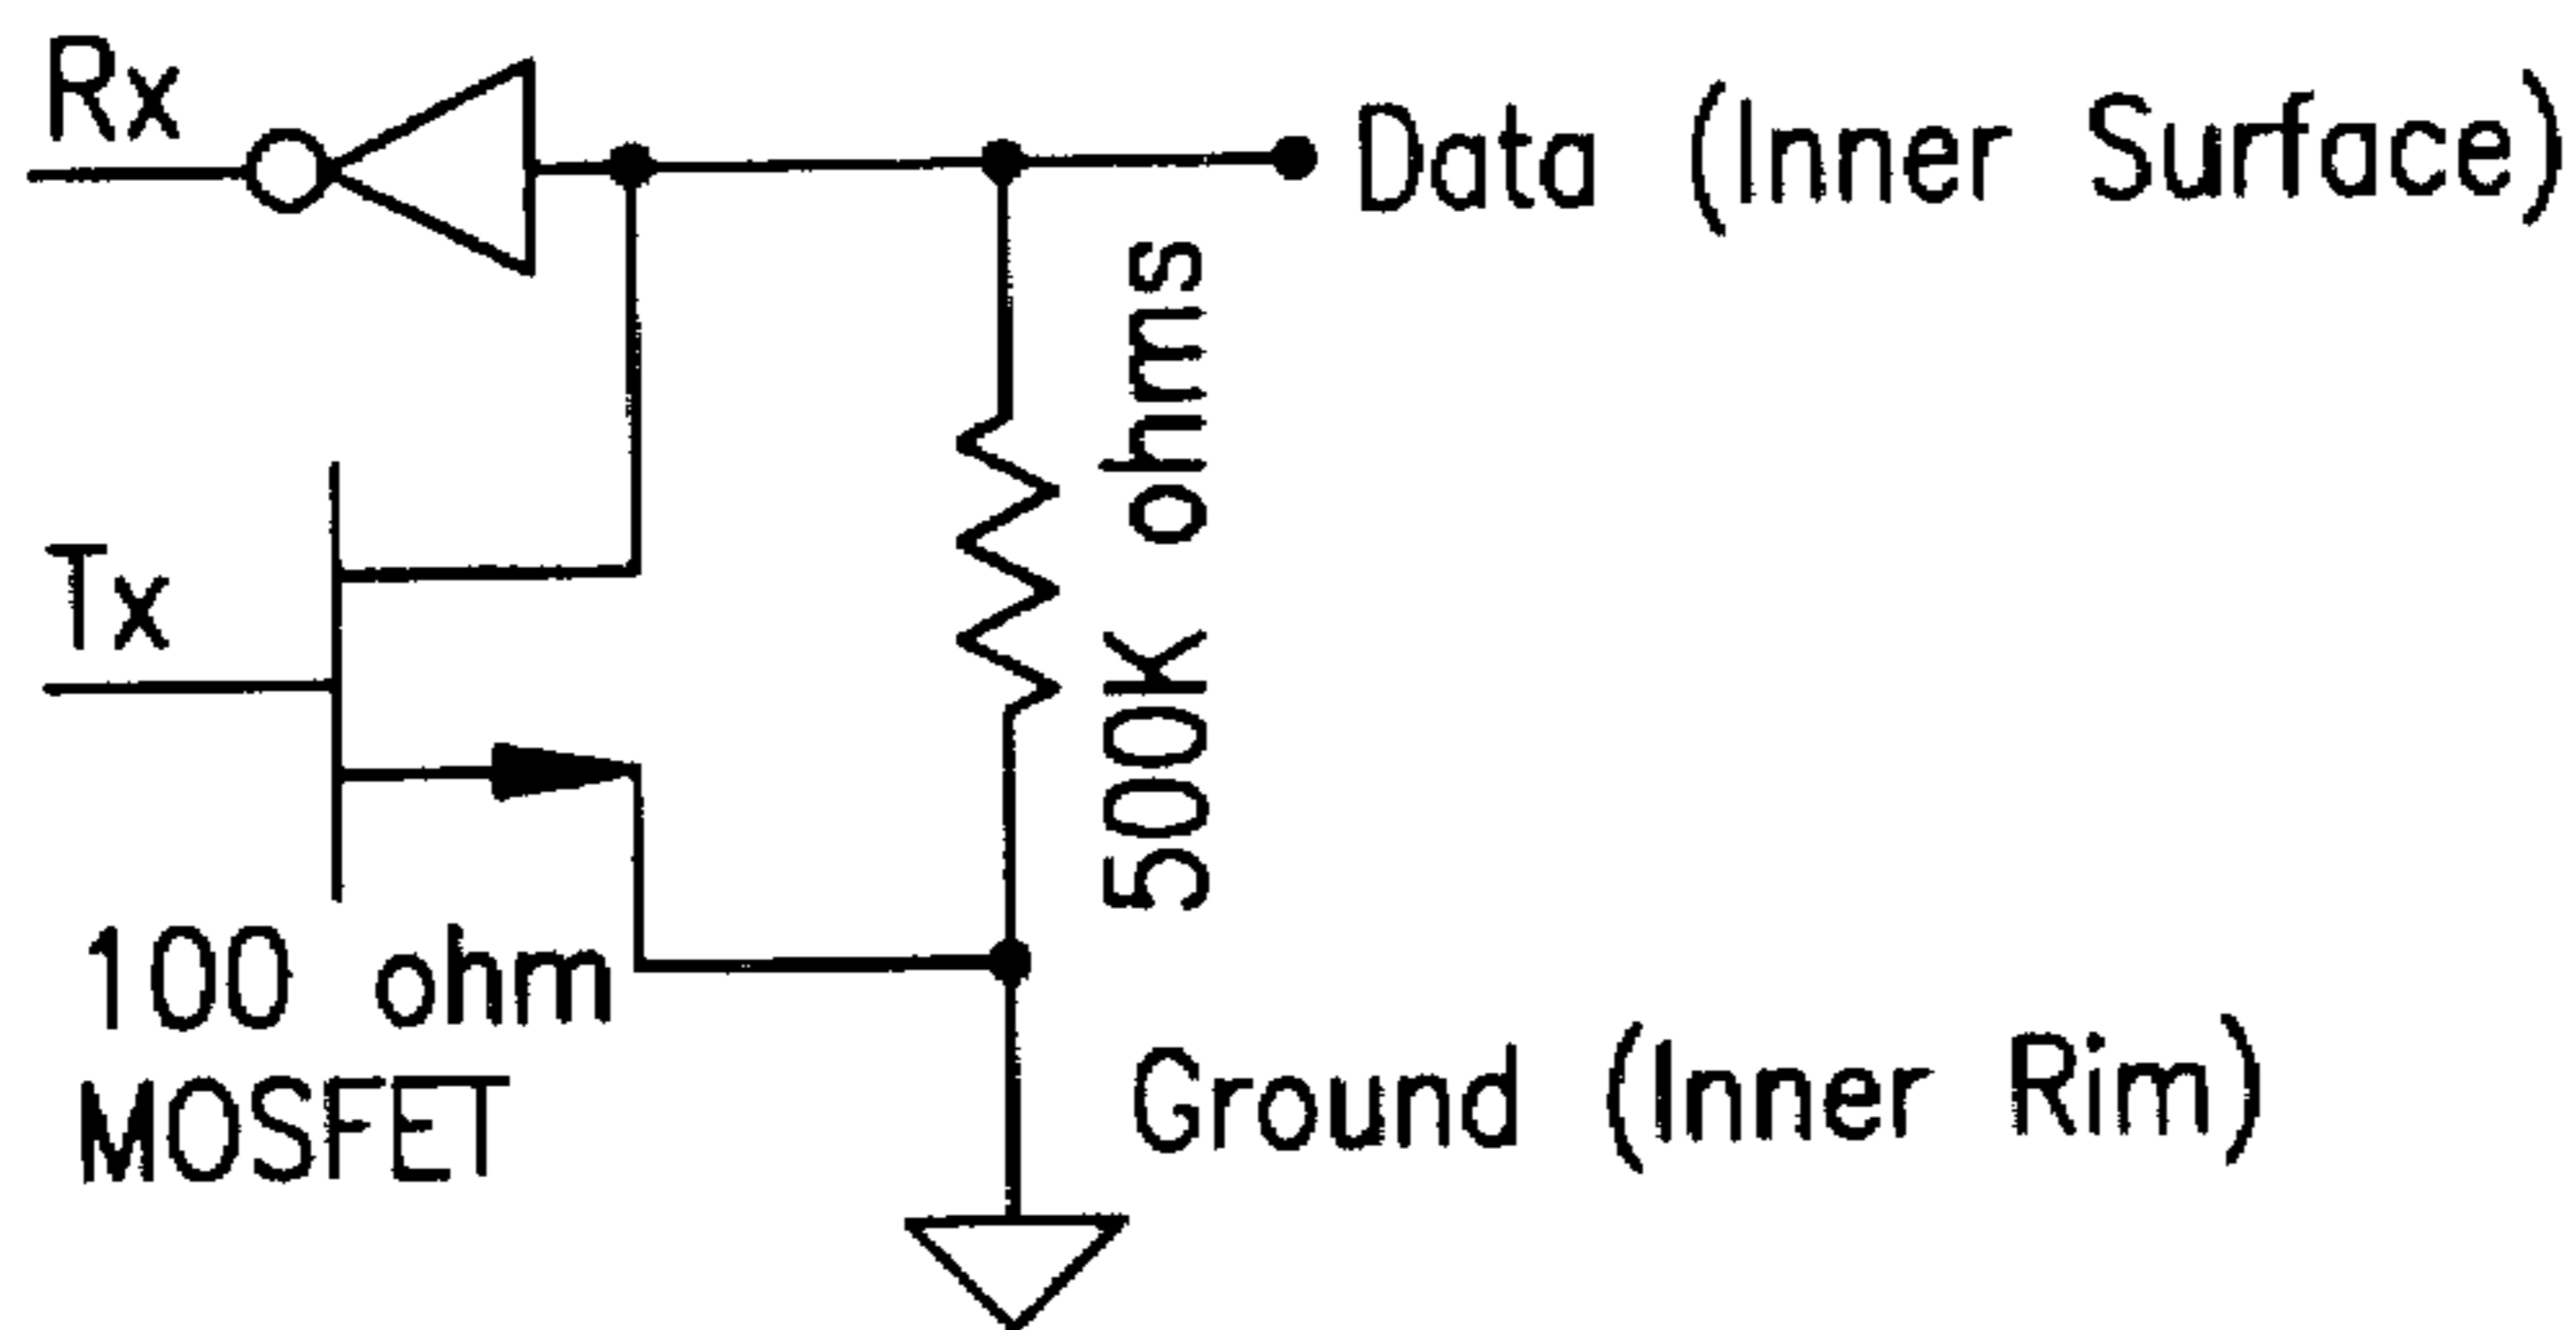 Rx
Data (Inner Surface)
500K ohms
Tx
100 ohm
MOSFET
Ground (Inner Rim)